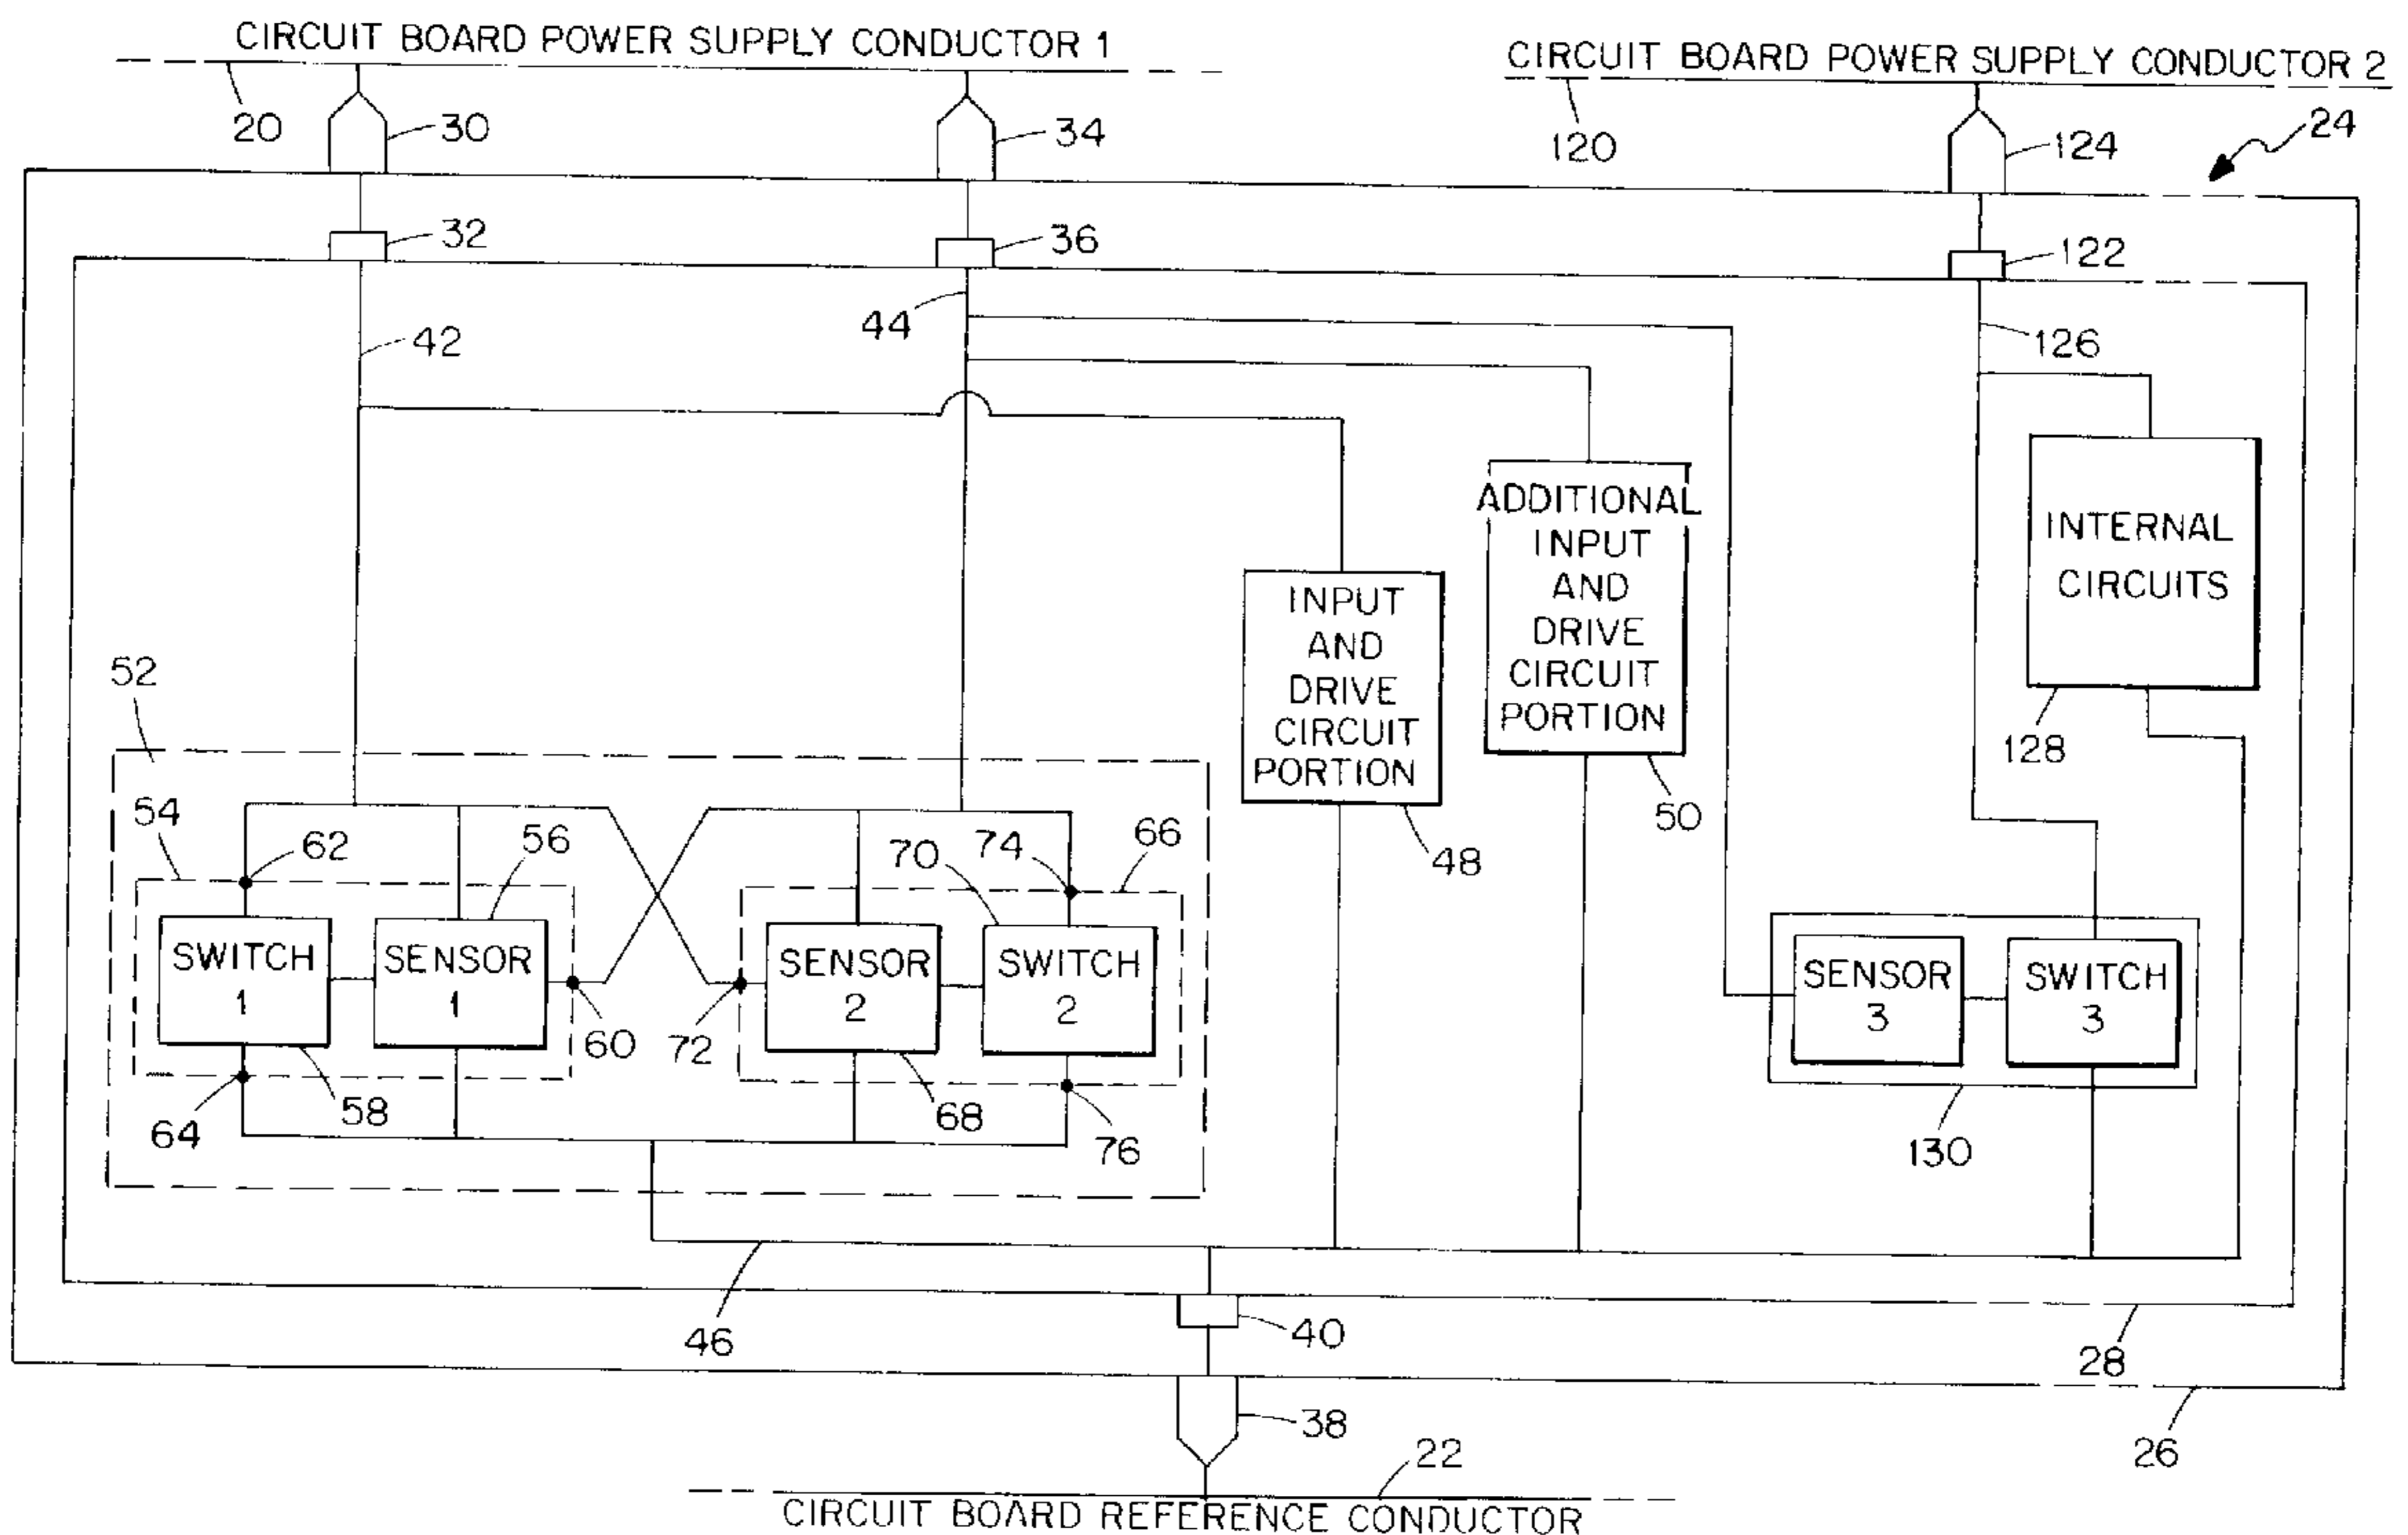 CIRCUIT BOARD POWER SUPPLY CONDUCTOR 1
CIRCUIT BOARD POWER SUPPLY CONDUCTOR 2
20
30
34
120
124
24
32
36
122
42
44
126
INTERNAL
CIRCUITS
128
ADDITIONAL
INPUT
AND
DRIVE
CIRCUIT
PORTION
50
INPUT
AND
DRIVE
CIRCUIT
PORTION
48
52
54
62
56
70
74
66
SWITCH
1
SENSOR
1
SENSOR
2
SWITCH
2
SENSOR
3
SWITCH
3
60
72
64
58
68
76
130
46
40
28
38
26
22
CIRCUIT BOARD REFERENCE CONDUCTOR